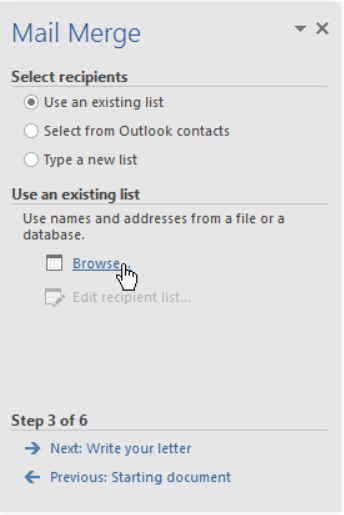 Mail Merge
Select recipients
Use an existing list
Select from Outlook contacts
Type a new list
Use an existing list
Use names and addresses from a file or a
database.
Browse...
Edit recipient list...
Step 3 of 6
Next: Write your letter
Previous: Starting document